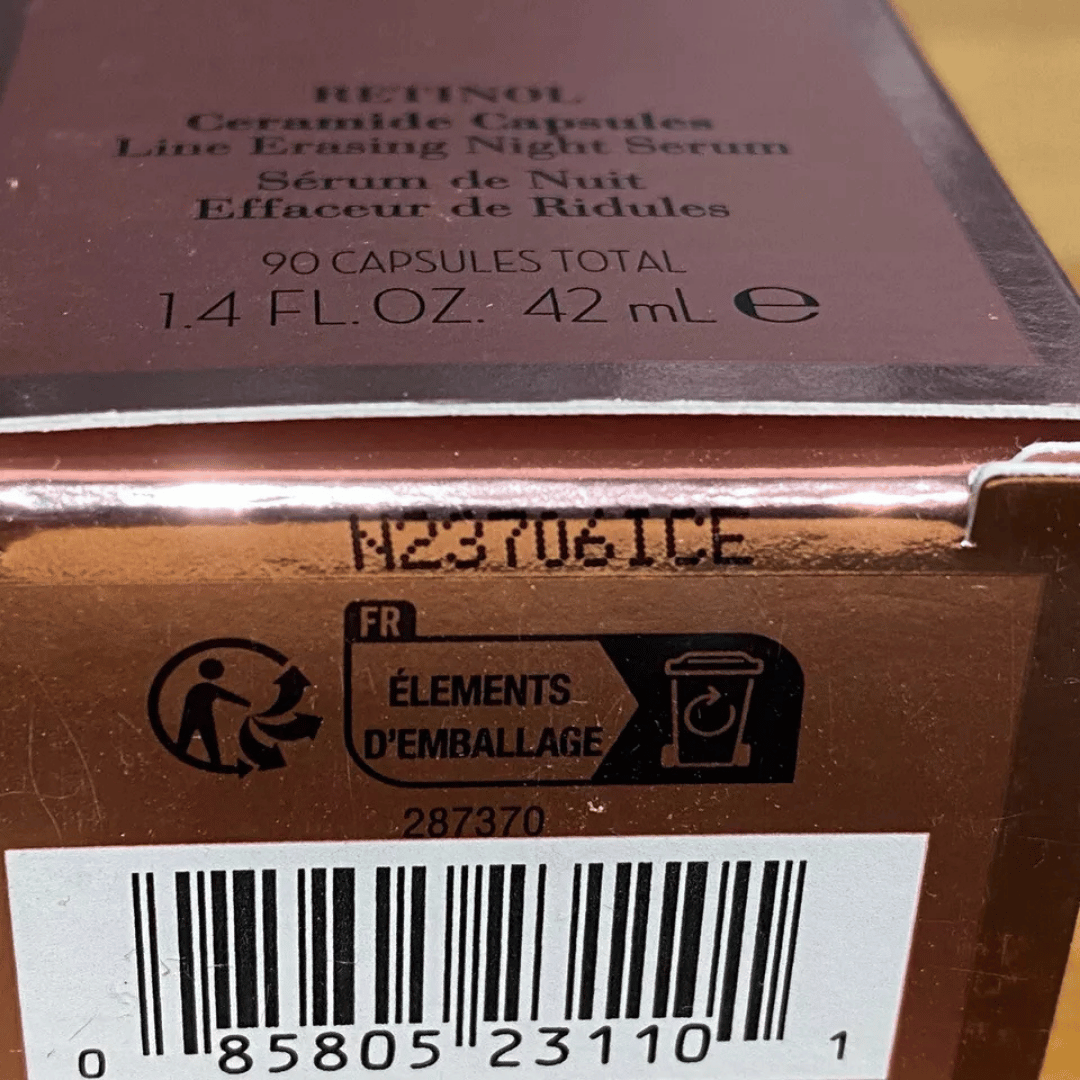 RETINOL
Ceramide Capsules
Line Erasing Night Serum
Sérum de Nuit
Effaceur de Ridules
90 CAPSULES TOTAL
1.4 FL. OZ. 42 mL e
N23706ICE
FR
ÉLEMENTS
D'EMBALLAGE
287370
0 85805 23110 1